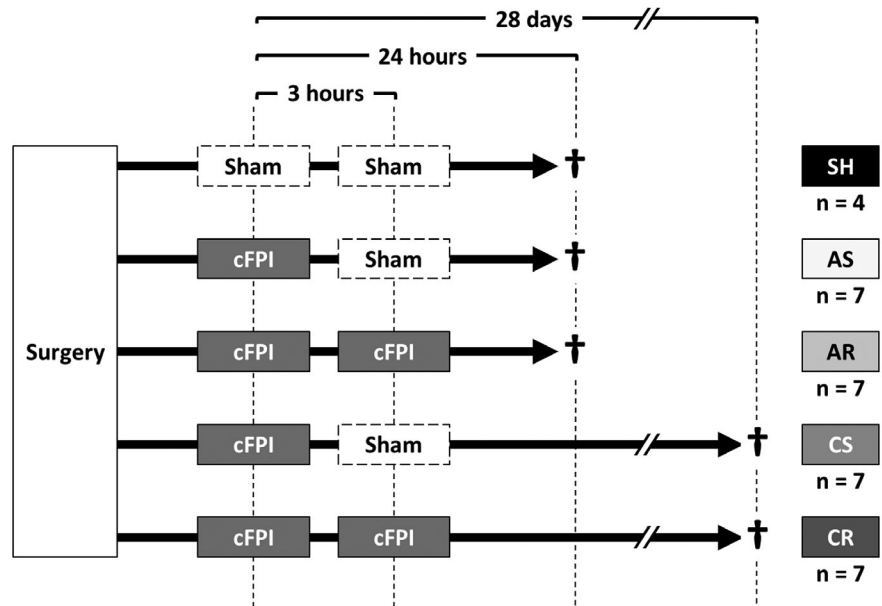 28 days
24 hours
3 hours
Surgery
Sham
Sham
SH
n = 4
cFPI
Sham
AS
n = 7
cFPI
cFPI
AR
n = 7
cFPI
Sham
CS
n = 7
cFPI
cFPI
CR
n = 7